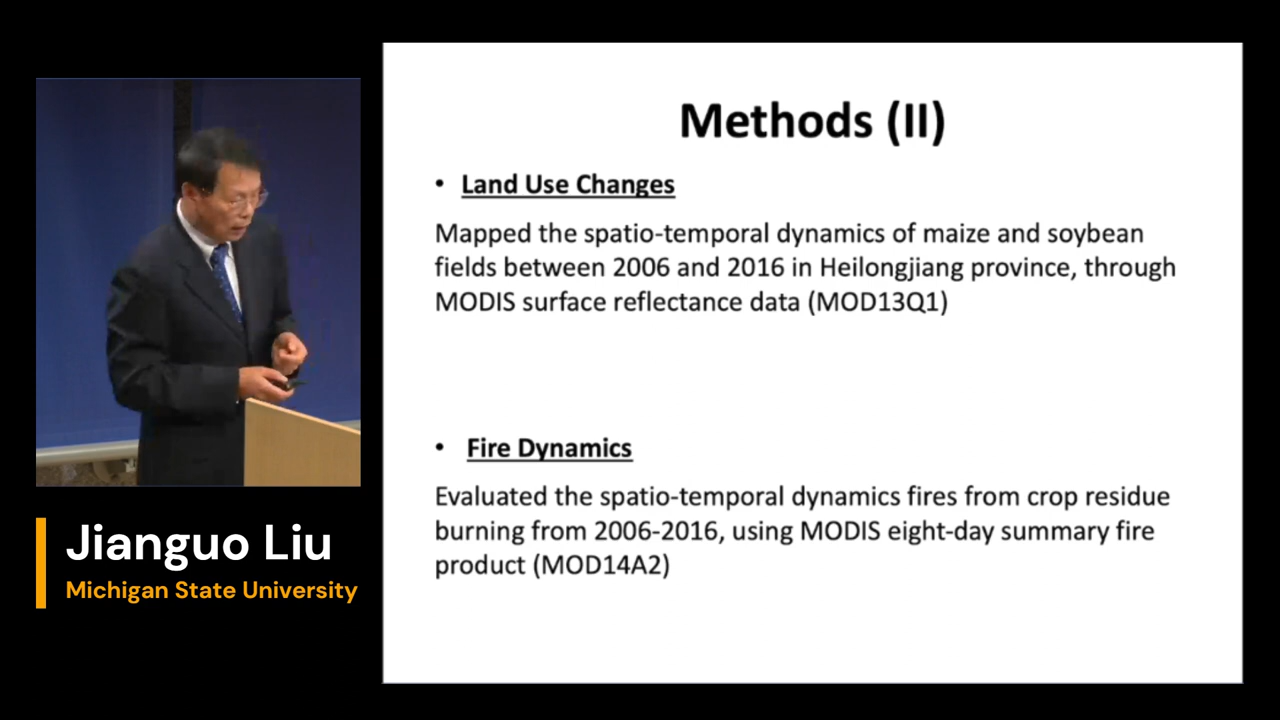 Methods (II)
• Land Use Changes
Mapped the spatio-temporal dynamics of maize and soybean
fields between 2006 and 2016 in Heilongjiang province, through
MODIS surface reflectance data (MOD13Q1)
• Fire Dynamics
Evaluated the spatio-temporal dynamics fires from crop residue
burning from 2006-2016, using MODIS eight-day summary fire
product (MOD14A2)
Jianguo Liu
Michigan State University